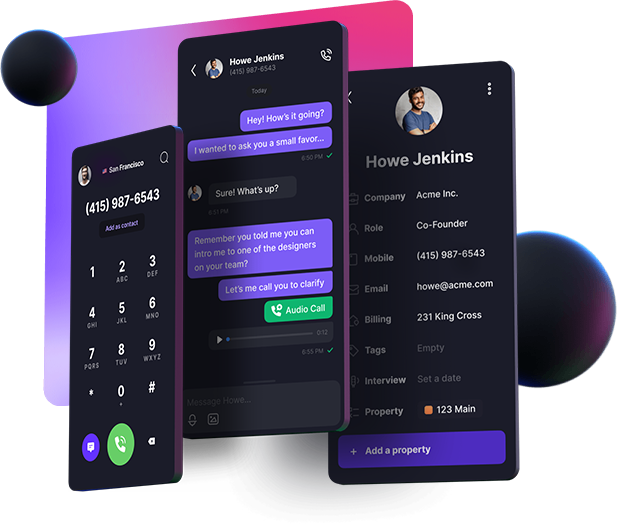 San Francisco
(415) 987-6543
Add as contact
1
2
ABC
3
DEF
4
GHI
5
JKL
6
MNO
7
PQRS
8
TUV
9
WXYZ
*
0
+
#
Howe Jenkins
(415) 987-6543
Today
Hey! How's it going?
I wanted to ask you a small favor...
6:50 PM
Sure! What's up?
6:51 PM
Remember you told me you can
intro me to one of the designers
on your team?
Let's me call you to clarify
Audio Call
0:12
6:55 PM
Message Howe...
Howe Jenkins
Company Acme Inc.
Role Co-Founder
Mobile (415) 987-6543
Email howe@acme.com
Billing 231 King Cross
Tags Empty
Interview Set a date
Property 123 Main
+ Add a property